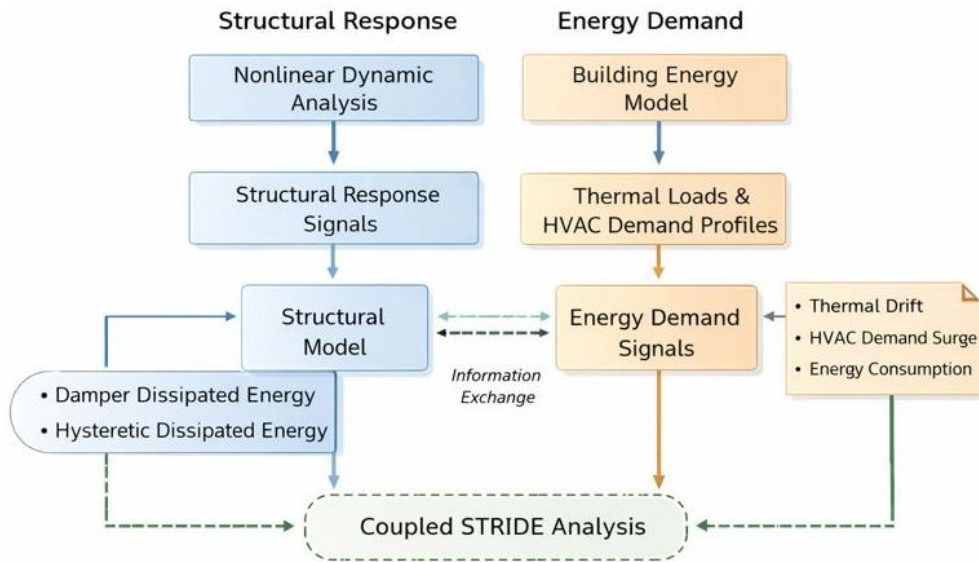 Structural Response
Energy Demand
Nonlinear Dynamic
Analysis
Building Energy
Model
Structural Response
Signals
Thermal Loads &
HVAC Demand Profiles
Structural
Model
Information
Exchange
Energy Demand
Signals
• Thermal Drift
• HVAC Demand Surge
• Energy Consumption
• Damper Dissipated Energy
• Hysteretic Dissipated Energy
Coupled STRIDE Analysis